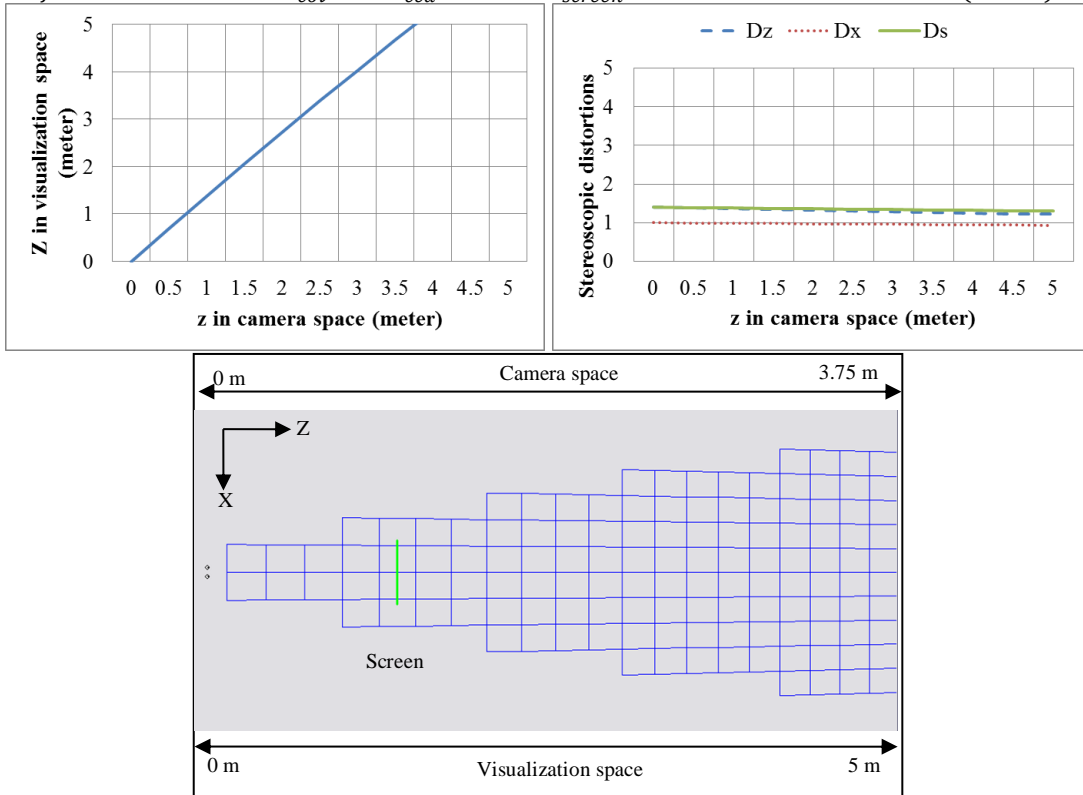 Z in visualization space
(meter)
5
4
3
2
1
0
0 0.5 1 1.5 2 2.5 3 3.5 4 4.5 5
z in camera space (meter)
Dz Dx Ds
Stereoscopic distortions
5
4
3
2
1
0
0 0.5 1 1.5 2 2.5 3 3.5 4 4.5 5
z in camera space (meter)
0 m Camera space 3.75 m
Z
X
Screen
0 m Visualization space 5 m